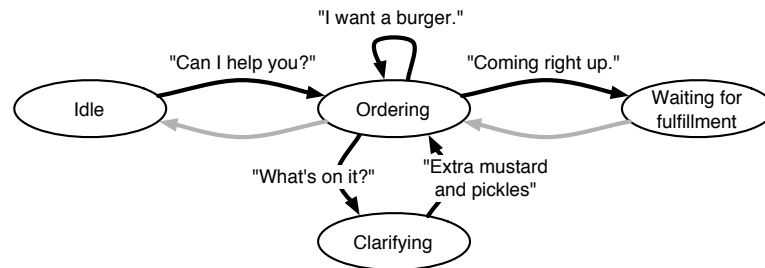 "I want a burger."
"Can I help you?"
"Coming right up."
Idle
Ordering
Waiting for
fulfillment
"What's on it?"
"Extra mustard
and pickles"
Clarifying